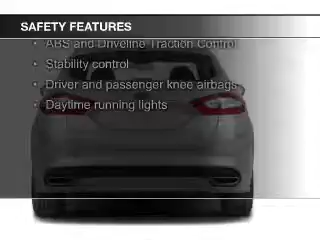 SAFETY FEATURES
• ABS and Driveline Traction Control
• Stability control
• Driver and passenger knee airbags
• Daytime running lights